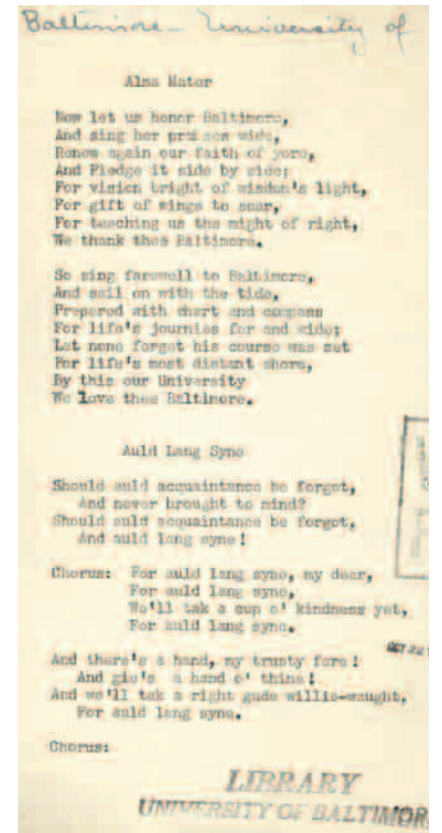 Baltimore - University of
Alma Mater
Now let us honor Baltimore,
And sing her praises wide,
Renew again our faith of yore,
And Pledge it side by side;
For vision bright of wisdom's light,
For gift of wings to soar,
For teaching us the might of right,
We thank thee Baltimore.
So sing farewell to Baltimore,
And sail on with the tide,
Prepared with chart and compass
For life's journies far and wide;
Let none forget his course was set
For life's most distant shore,
By this our University
We love thee Baltimore.
Auld Lang Syne
Should auld acquaintance be forgot,
And never brought to mind?
Should auld acquaintance be forgot,
And auld lang syne!
Chorus: For auld lang syne, my dear,
For auld lang syne,
We'll tak a cup o' kindness yet,
For auld lang syne.
And there's a hand, my trusty fere!
And gie's a hand o' thine!
And we'll tak a right gude willie-waught,
For auld lang syne.
Chorus:
OCT 22
LIBRARY
UNIVERSITY OF BALTIMOR